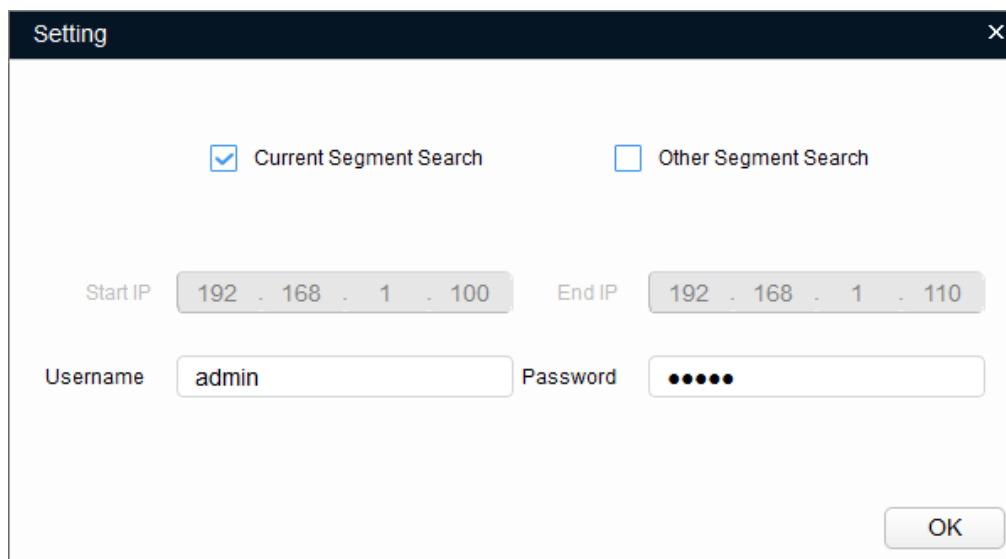 Setting
Current Segment Search Other Segment Search
Start IP 192 . 168 . 1 . 100 End IP 192 . 168 . 1 . 110
Username admin Password •••••
OK